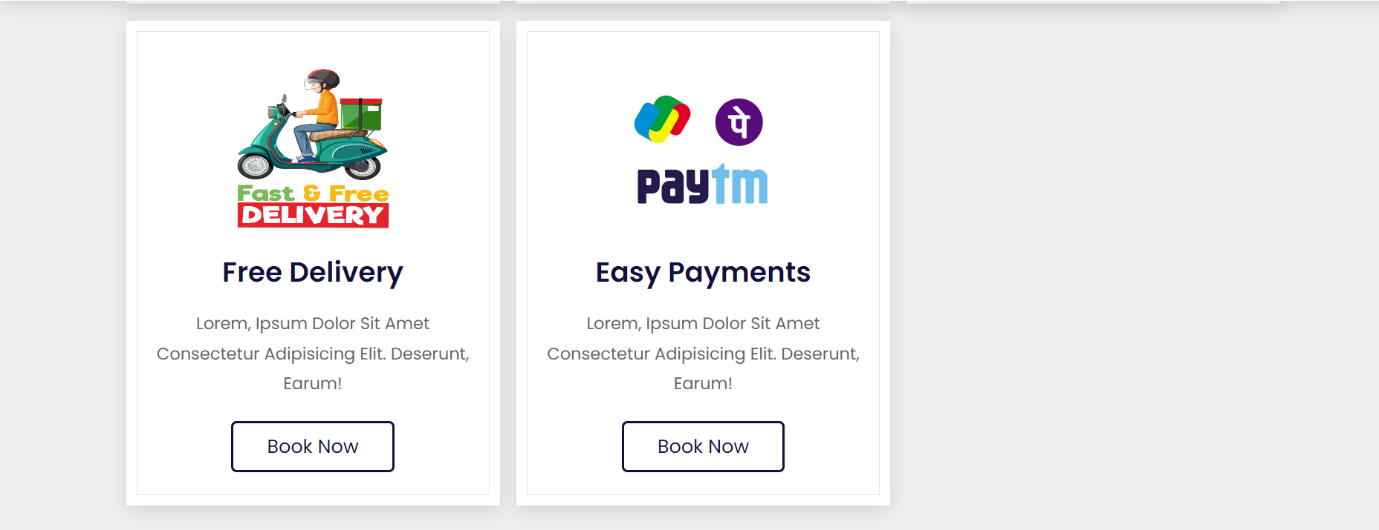 Fast & Free
DELIVERY
Free Delivery
Lorem, Ipsum Dolor Sit Amet
Consectetur Adipisicing Elit. Deserunt,
Earum!
Book Now
पे
paytm
Easy Payments
Lorem, Ipsum Dolor Sit Amet
Consectetur Adipisicing Elit. Deserunt,
Earum!
Book Now